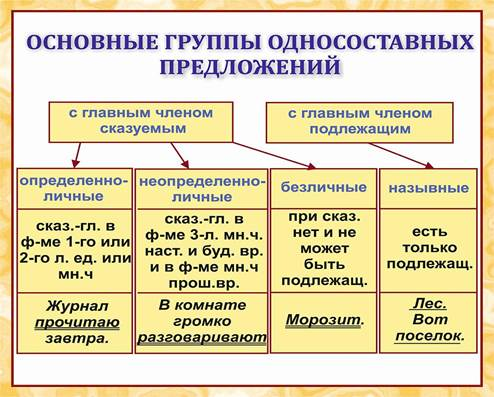 ОСНОВНЫЕ ГРУППЫ ОДНОСОСТАВНЫХ
ПРЕДЛОЖЕНИЙ
с главным членом
сказуемым
с главным членом
подлежащим
определенно-
личные
неопределенно-
личные
безличные
назывные
сказ.-гл. в
ф-ме 1-го или
2-го л. ед. или
мн.ч
сказ.-гл. в
ф-ме 3-л. мн.ч.
наст. и буд. вр.
и в ф-ме мн.ч
прош.вр.
при сказ.
нет и не
может
быть
подлежащ.
есть
только
подлежащ.
Журнал
прочитаю
завтра.
В комнате
громко
разговаривают
Морозит.
Лес.
Вот
поселок.